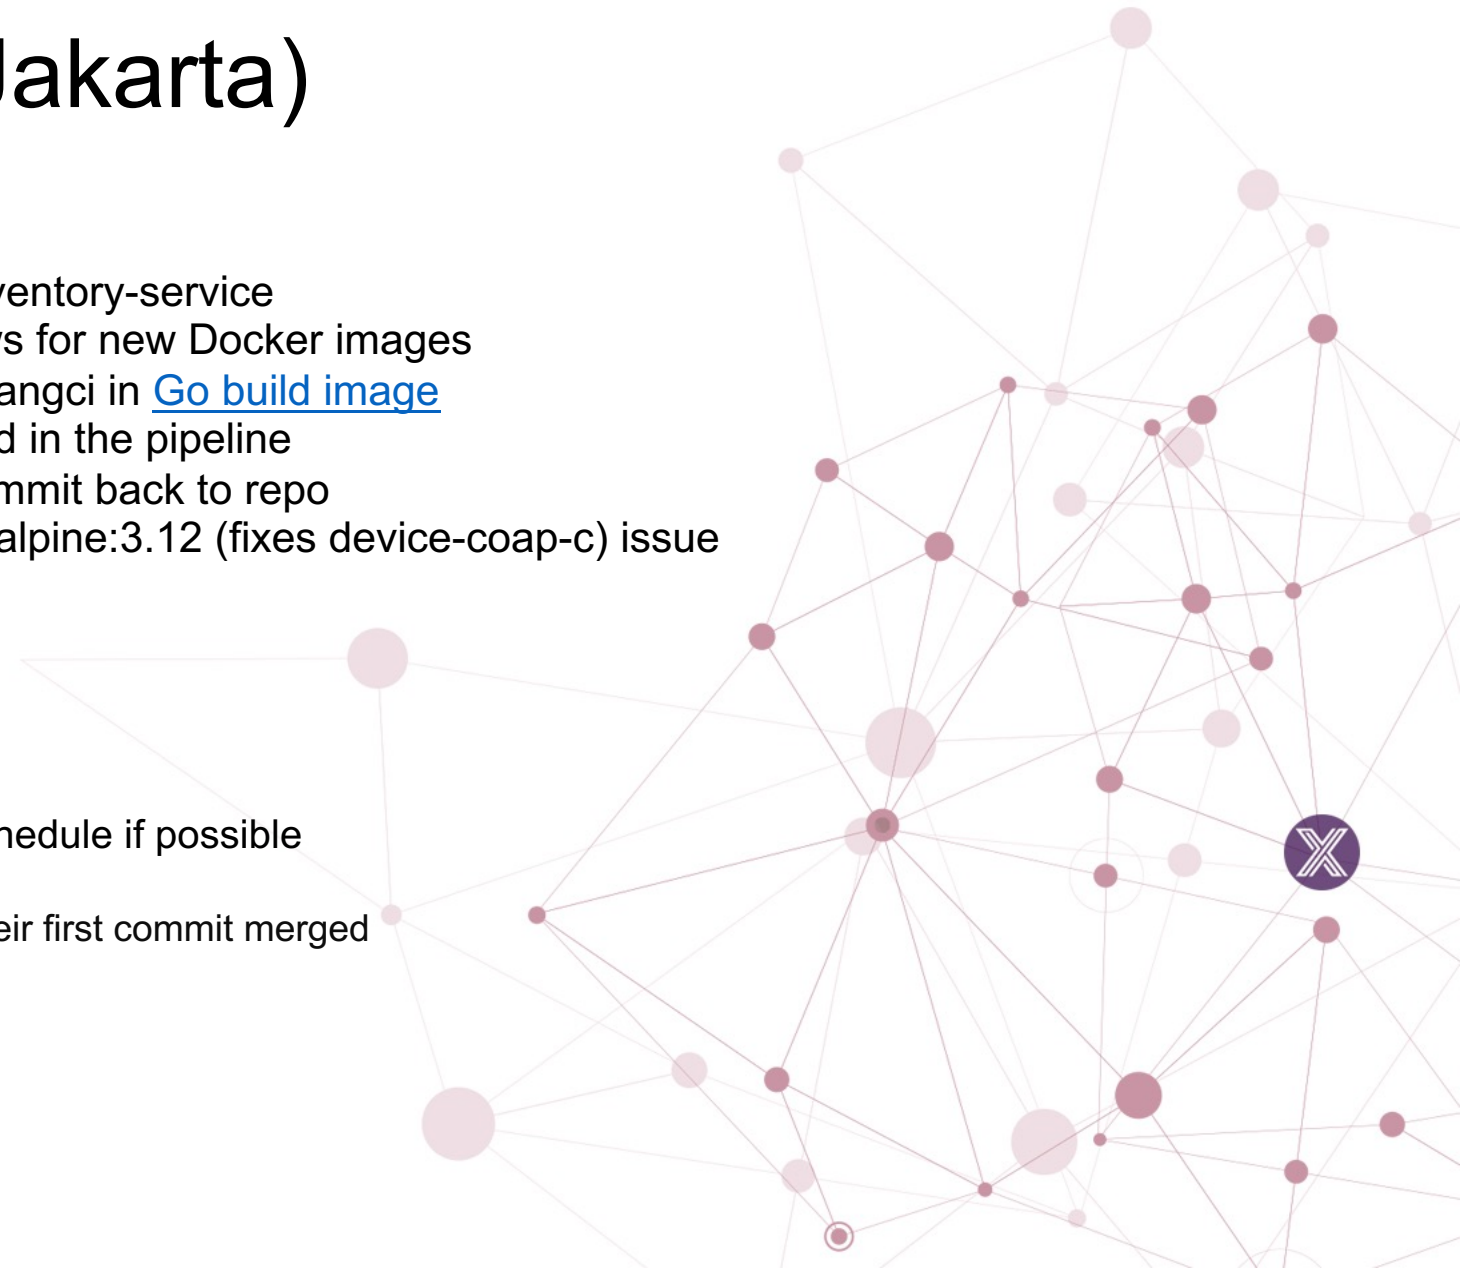 Jakarta)
ventory-service
s for new Docker images
angci in Go build image
d in the pipeline
mmit back to repo
alpine:3.12 (fixes device-coap-c) issue
hedule if possible
eir first commit merged